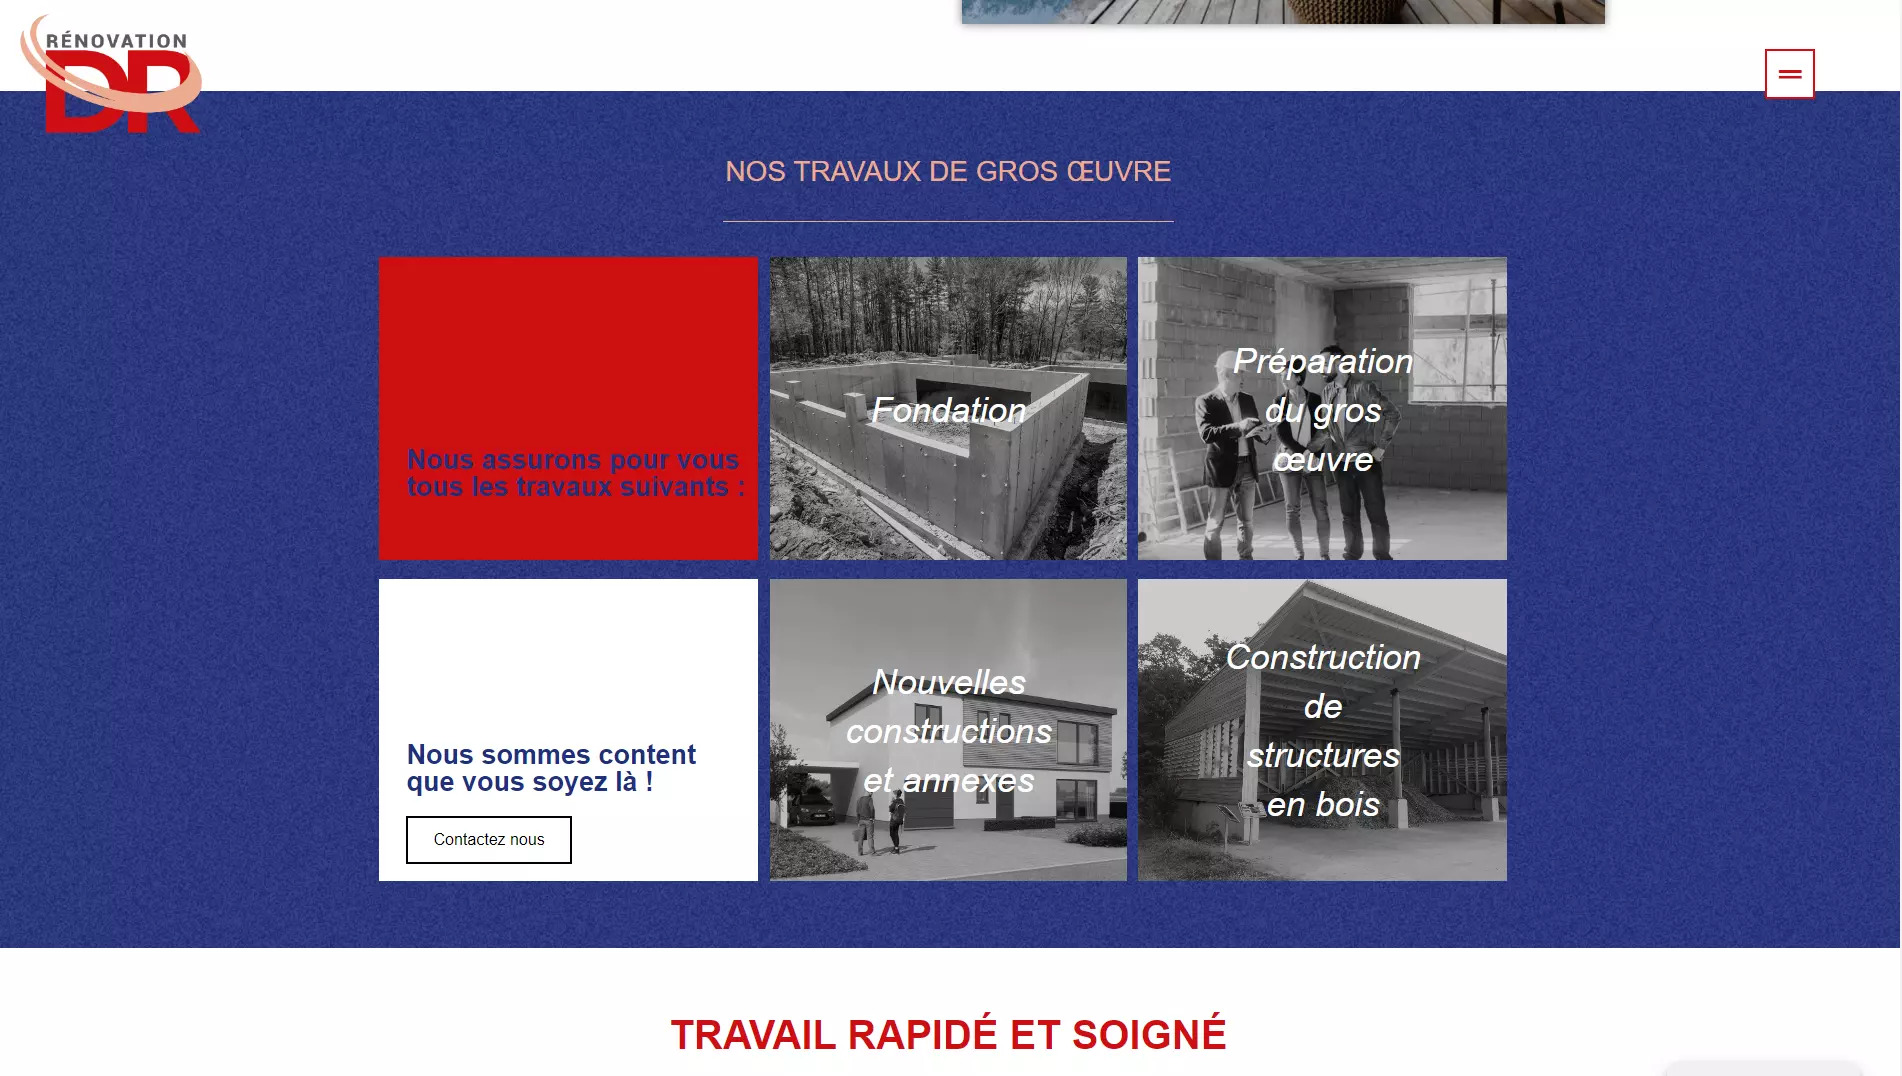 RÉNOVATION
DR
NOS TRAVAUX DE GROS ŒUVRE
Nous assurons pour vous
tous les travaux suivants :
Fondation
Préparation
du gros
œuvre
Nous sommes content
que vous soyez là !
Contactez nous
Nouvelles
constructions
et annexes
Construction
de
structures
en bois
TRAVAIL RAPIDÉ ET SOIGNÉ